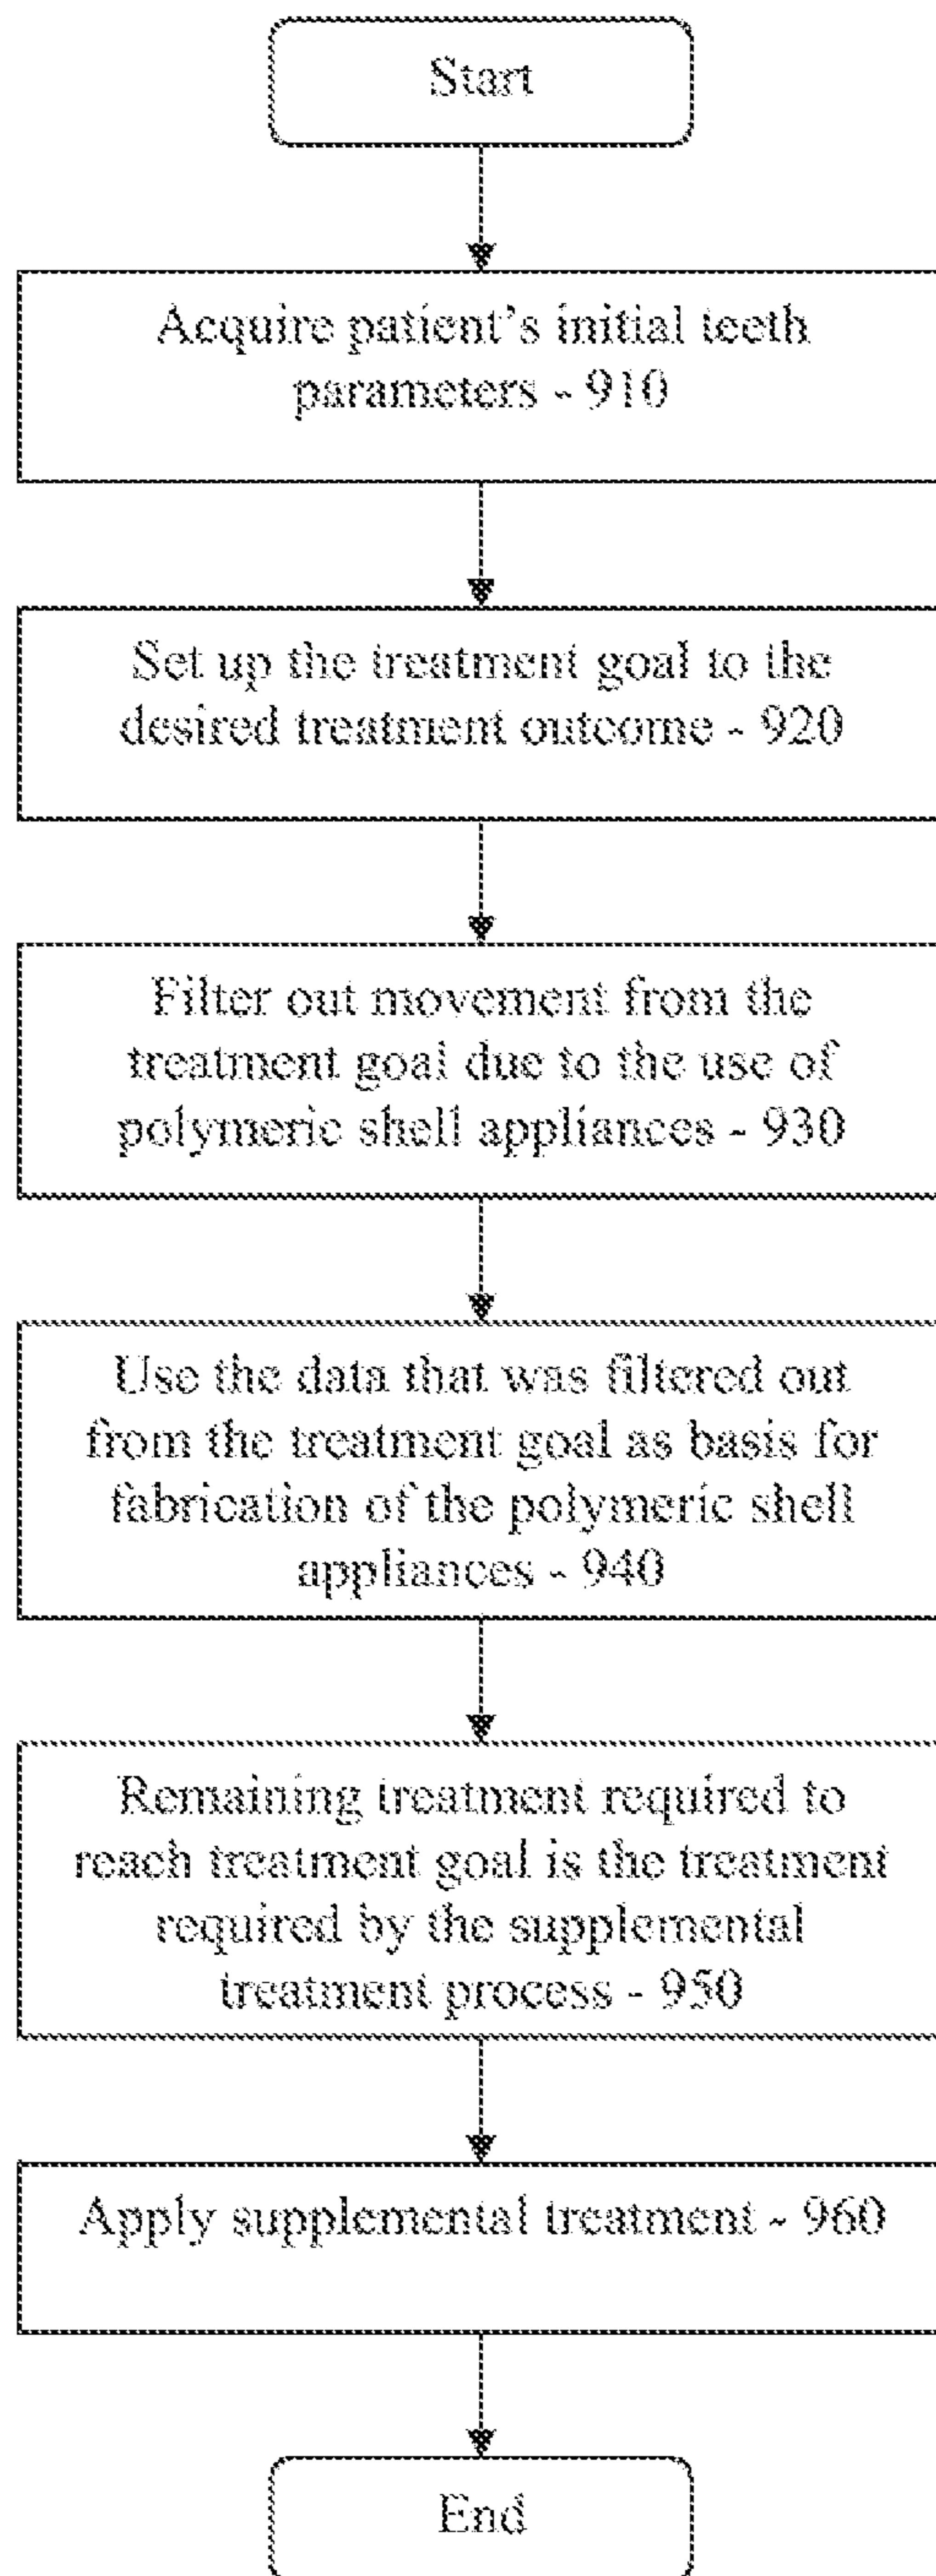 Start
Acquire patient's initial teeth
parameters - 910
Set up the treatment goal to the
desired treatment outcome - 920
Filter out movement from the
treatment goal due to the use of
polymeric shell appliances - 930
Use the data that was filtered out
from the treatment goal as basis for
fabrication of the polymeric shell
appliances - 940
Remaining treatment required to
reach treatment goal is the treatment
required by the supplemental
treatment process - 950
Apply supplemental treatment - 960
End